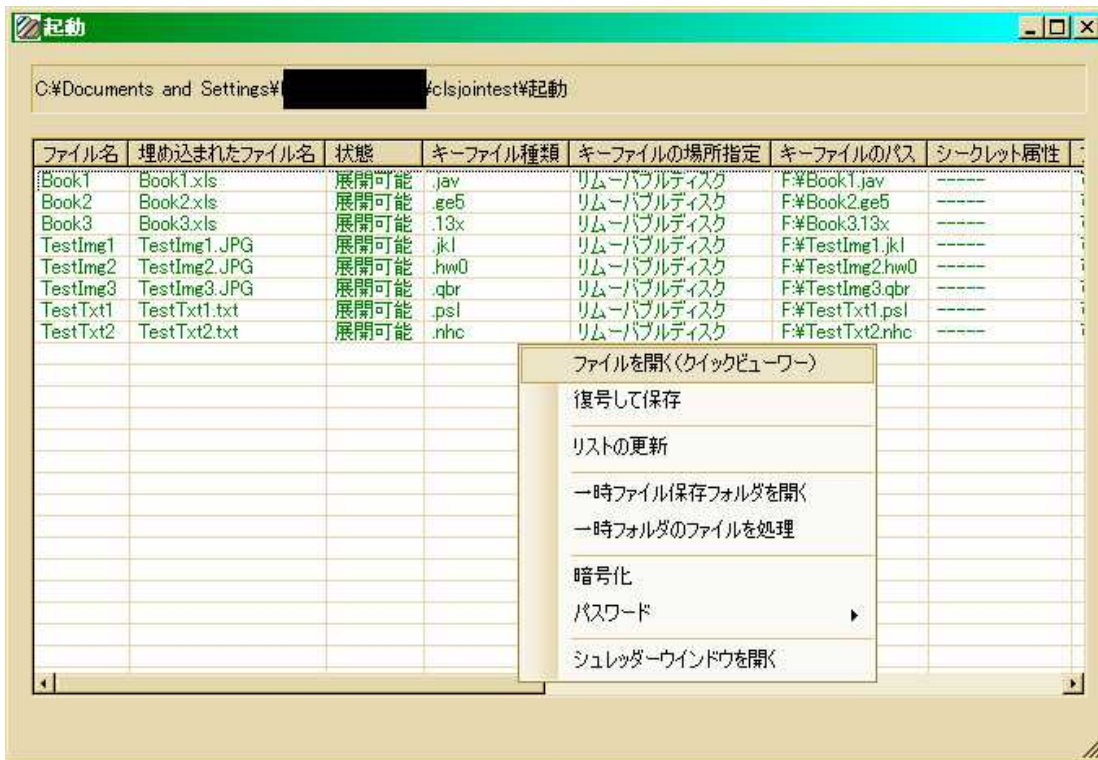 起動
C:¥Documents and Settings¥ ¥clsjointest¥起動
ファイル名 埋め込まれたファイル名 状態 キーファイル種類 キーファイルの場所指定 キーファイルのパス シークレット属性
Book1 Book1.xls 展開可能 .jav リムーバブルディスク F:¥Book1.jav -----
Book2 Book2.xls 展開可能 .ge5 リムーバブルディスク F:¥Book2.ge5 -----
Book3 Book3.xls 展開可能 .13x リムーバブルディスク F:¥Book3.13x -----
TestImg1 TestImg1.JPG 展開可能 .jkl リムーバブルディスク F:¥TestImg1.jkl -----
TestImg2 TestImg2.JPG 展開可能 .hw0 リムーバブルディスク F:¥TestImg2.hw0 -----
TestImg3 TestImg3.JPG 展開可能 .qbr リムーバブルディスク F:¥TestImg3.qbr -----
TestTxt1 TestTxt1.txt 展開可能 .psl リムーバブルディスク F:¥TestTxt1.psl -----
TestTxt2 TestTxt2.txt 展開可能 .nhc リムーバブルディスク F:¥TestTxt2.nhc -----
ファイルを開く(クイックビューワー)
復号して保存
リストの更新
一時ファイル保存フォルダを開く
一時フォルダのファイルを処理
暗号化
パスワード
シュレッダーウインドウを開く